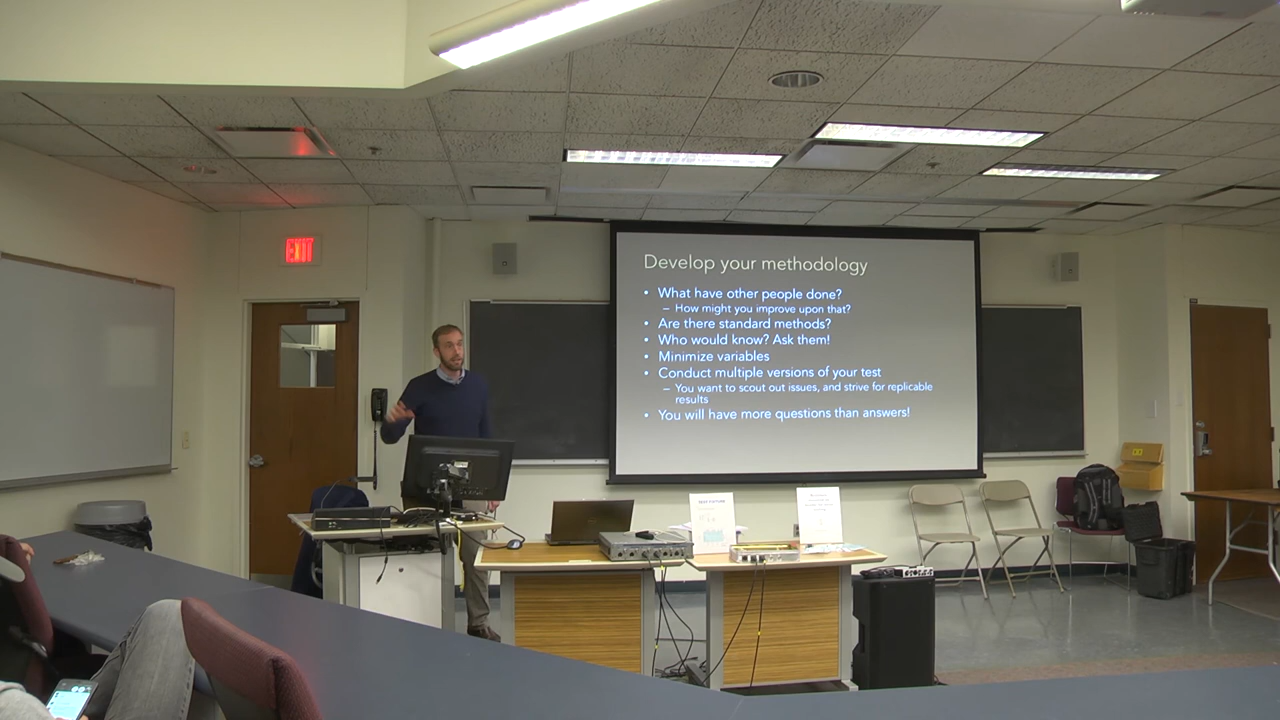 EXIT
Develop your methodology
• What have other people done?
– How might you improve upon that?
• Are there standard methods?
• Who would know? Ask them!
• Minimize variables
• Conduct multiple versions of your test
– You want to scout out issues, and strive for replicable
results
• You will have more questions than answers!